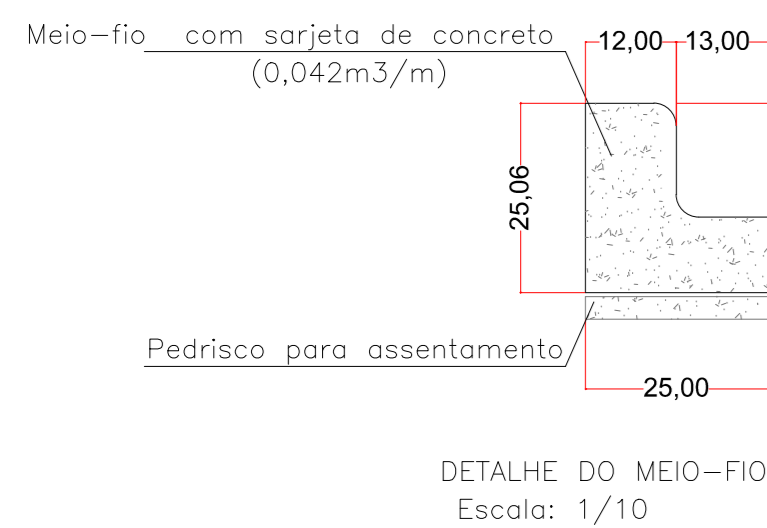 Meio-fio com sarjeta de concreto
(0,042m3/m)
12,00
13,00
25,06
Pedrisco para assentamento
25,00
DETALHE DO MEIO-FIO
Escala: 1/10